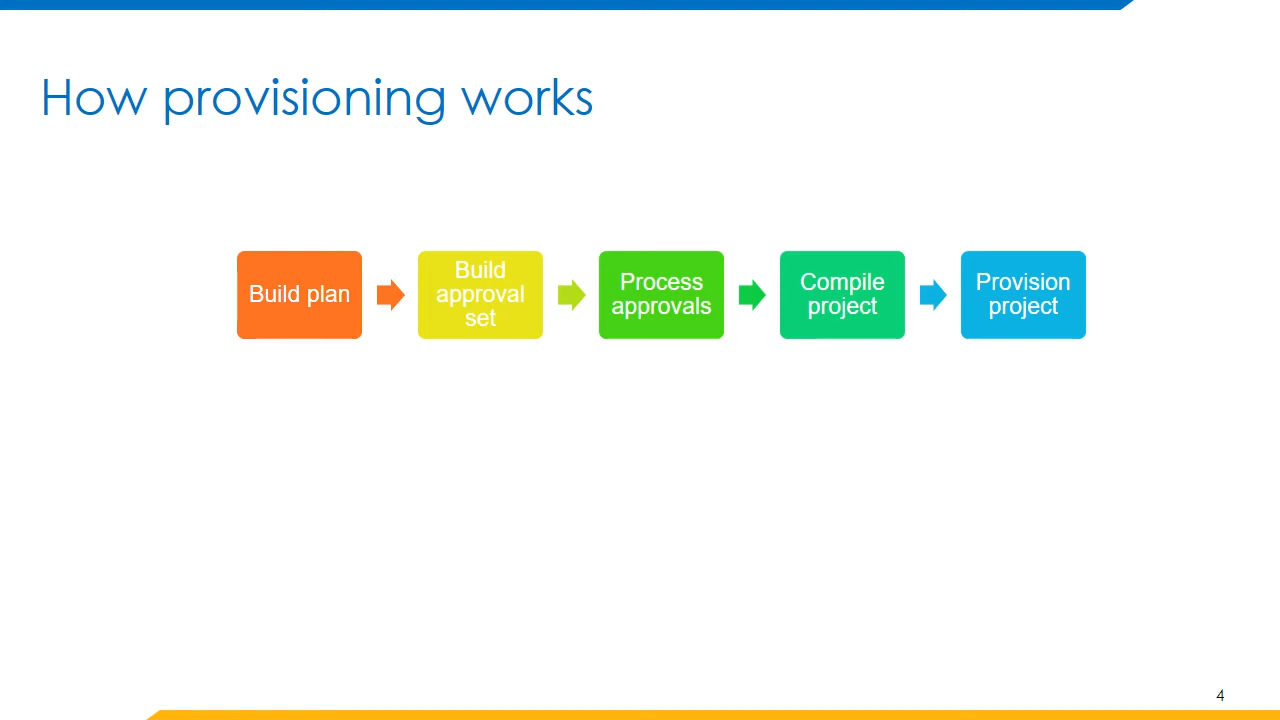 How provisioning works
Build plan
Build
approval
set
Process
approvals
Compile
project
Provision
project
4